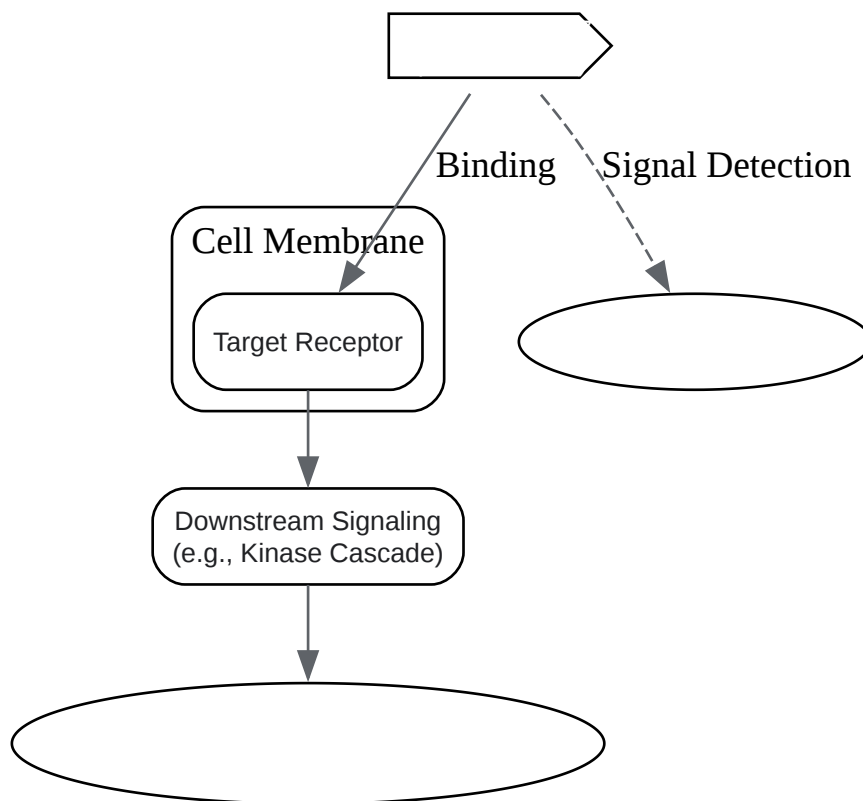 Binding
Signal Detection
Cell Membrane
Target Receptor
Downstream Signaling
(e.g., Kinase Cascade)